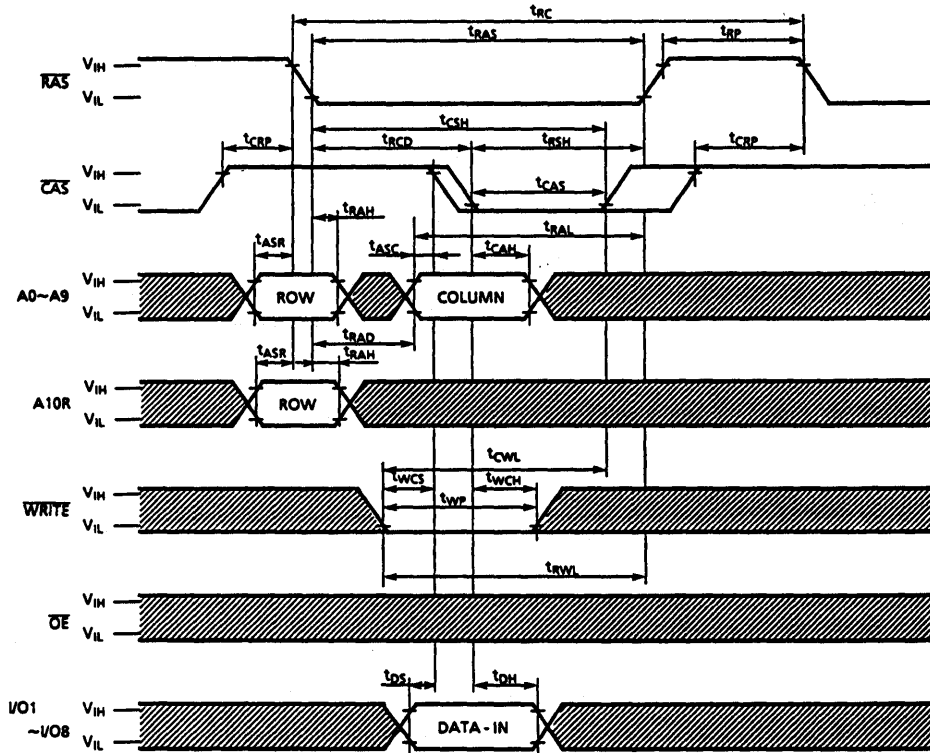 tRC
tRAS
tRP
VIH
RAS
VIL
tCSH
tCRP
tRCD
tRSH
tCRP
VIH
CAS
VIL
tCAS
tRAH
tRAL
tASR
tASC
tCAH
VIH
A0~A9
VIL
ROW
COLUMN
tRAD
tASR
tRAH
VIH
A10R
VIL
ROW
tCWL
tWCS
tWCH
VIH
WRITE
VIL
tWP
tRWL
VIH
OE
VIL
tDS
tDH
I/O1
~I/O8
VIH
VIL
DATA - IN